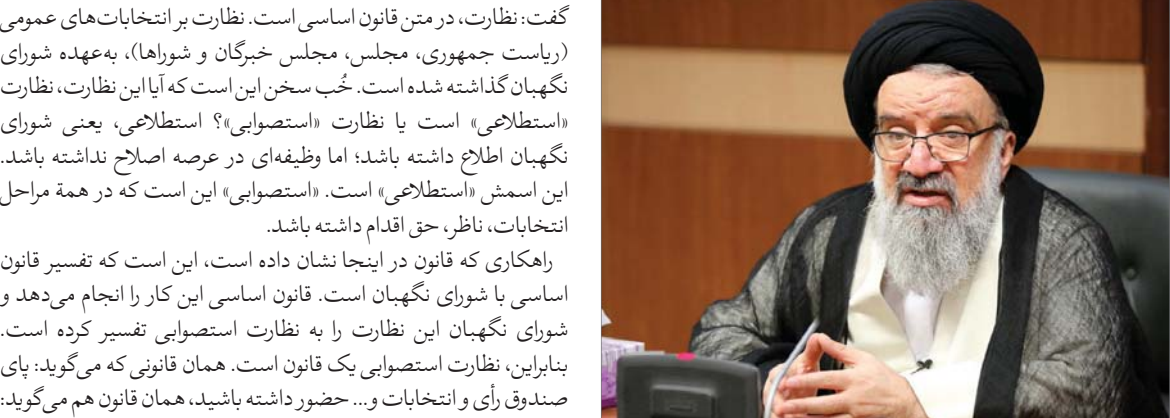 گفت: نظارت، در متن قانون اساسی است. نظارت بر انتخابات‌های عمومی
(ریاست جمهوری، مجلس، مجلس خبرگان و شوراها)، به‌عهده شورای
نگهبان گذاشته شده است. خُب سخن این است که آیا این نظارت، نظارت
«استطلاعی» است یا نظارت «استصوابی»؟ استطلاعی، یعنی شورای
نگهبان اطلاع داشته باشد؛ اما وظیفه‌ای در عرصه اصلاح نداشته باشد.
این اسمش «استطلاعی» است. «استصوابی» این است که در همهٔ مراحل
انتخابات، ناظر، حق اقدام داشته باشد.
راهکاری که قانون در اینجا نشان داده است، این است که تفسیر قانون
اساسی با شورای نگهبان است. قانون اساسی این کار را انجام می‌دهد و
شورای نگهبان این نظارت را به نظارت استصوابی تفسیر کرده است.
بنابراین، نظارت استصوابی یک قانون است. همان قانونی که می‌گوید: پای
صندوق رأی و انتخابات و... حضور داشته باشید، همان قانون هم می‌گوید: